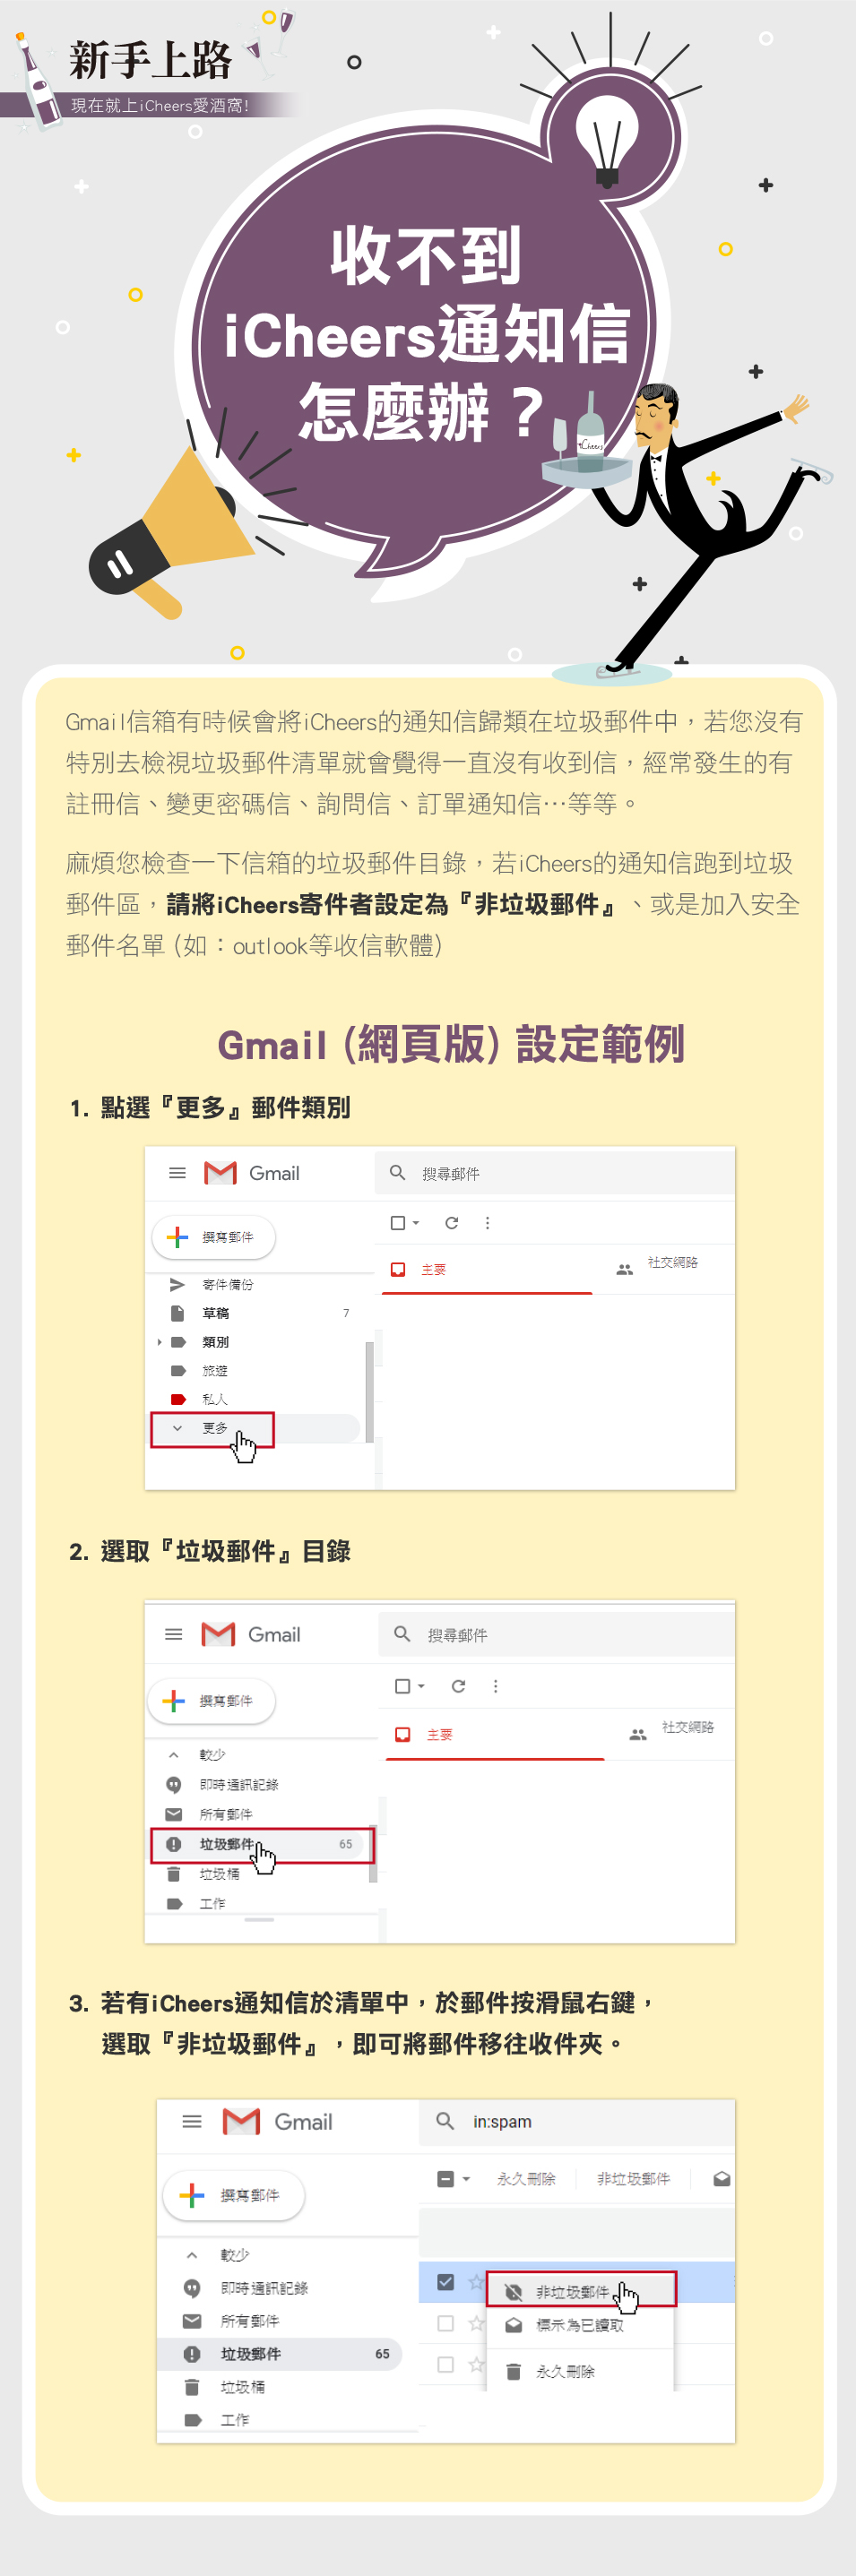 新手上路
現在就上iCheers愛酒窩!
收不到
iCheers通知信
怎麼辦？
iCheers
Gmail信箱有時候會將iCheers的通知信歸類在垃圾郵件中，若您沒有
特別去檢視垃圾郵件清單就會覺得一直沒有收到信，經常發生的有
註冊信、變更密碼信、詢問信、訂單通知信…等等。
麻煩您檢查一下信箱的垃圾郵件目錄，若iCheers的通知信跑到垃圾
郵件區，請將iCheers寄件者設定為『非垃圾郵件』、或是加入安全
郵件名單 (如：outlook等收信軟體)
Gmail (網頁版) 設定範例
1. 點選『更多』郵件類別
Gmail
搜尋郵件
撰寫郵件
主要
社交網路
寄件備份
草稿 7
類別
旅遊
私人
更多
2. 選取『垃圾郵件』目錄
Gmail
搜尋郵件
撰寫郵件
主要
社交網路
較少
即時通訊記錄
所有郵件
垃圾郵件 65
垃圾桶
工作
3. 若有iCheers通知信於清單中，於郵件按滑鼠右鍵，
選取『非垃圾郵件』，即可將郵件移往收件夾。
Gmail
in:spam
撰寫郵件
永久刪除 非垃圾郵件
較少
即時通訊記錄
所有郵件
垃圾郵件 65
垃圾桶
工作
非垃圾郵件
標示為已讀取
永久刪除